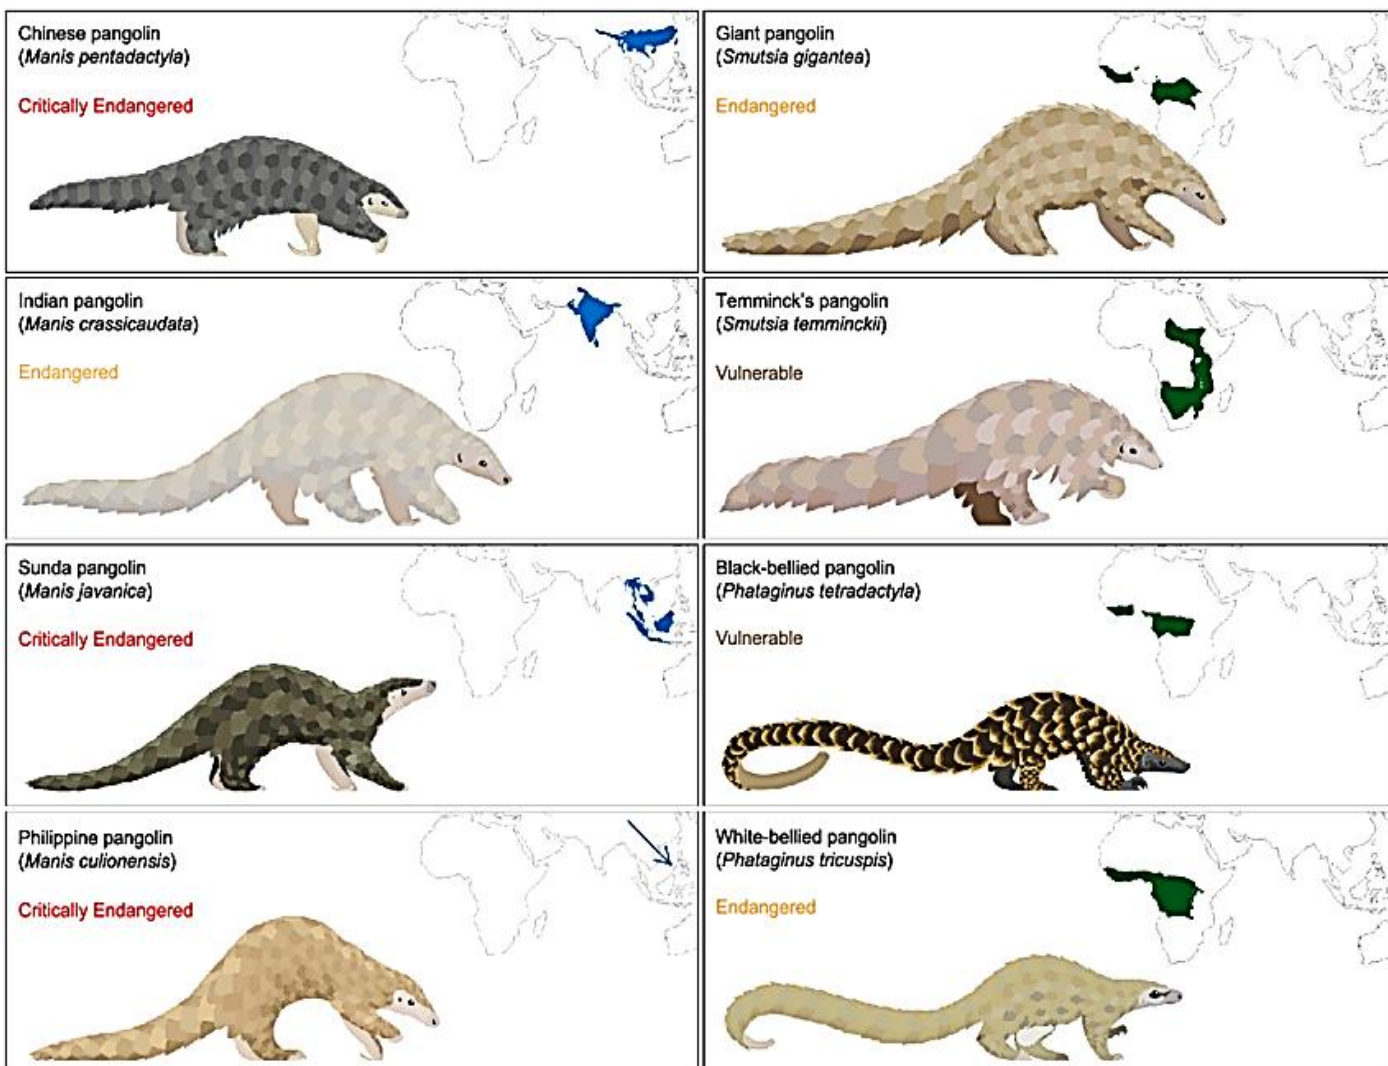 Chinese pangolin
(Manis pentadactyla)
Critically Endangered
Giant pangolin
(Smutsia gigantea)
Endangered
Indian pangolin
(Manis crassicaudata)
Endangered
Temminck's pangolin
(Smutsia temminckii)
Vulnerable
Sunda pangolin
(Manis javanica)
Critically Endangered
Black-bellied pangolin
(Phataginus tetradactyla)
Vulnerable
Philippine pangolin
(Manis culionensis)
Critically Endangered
White-bellied pangolin
(Phataginus tricuspis)
Endangered